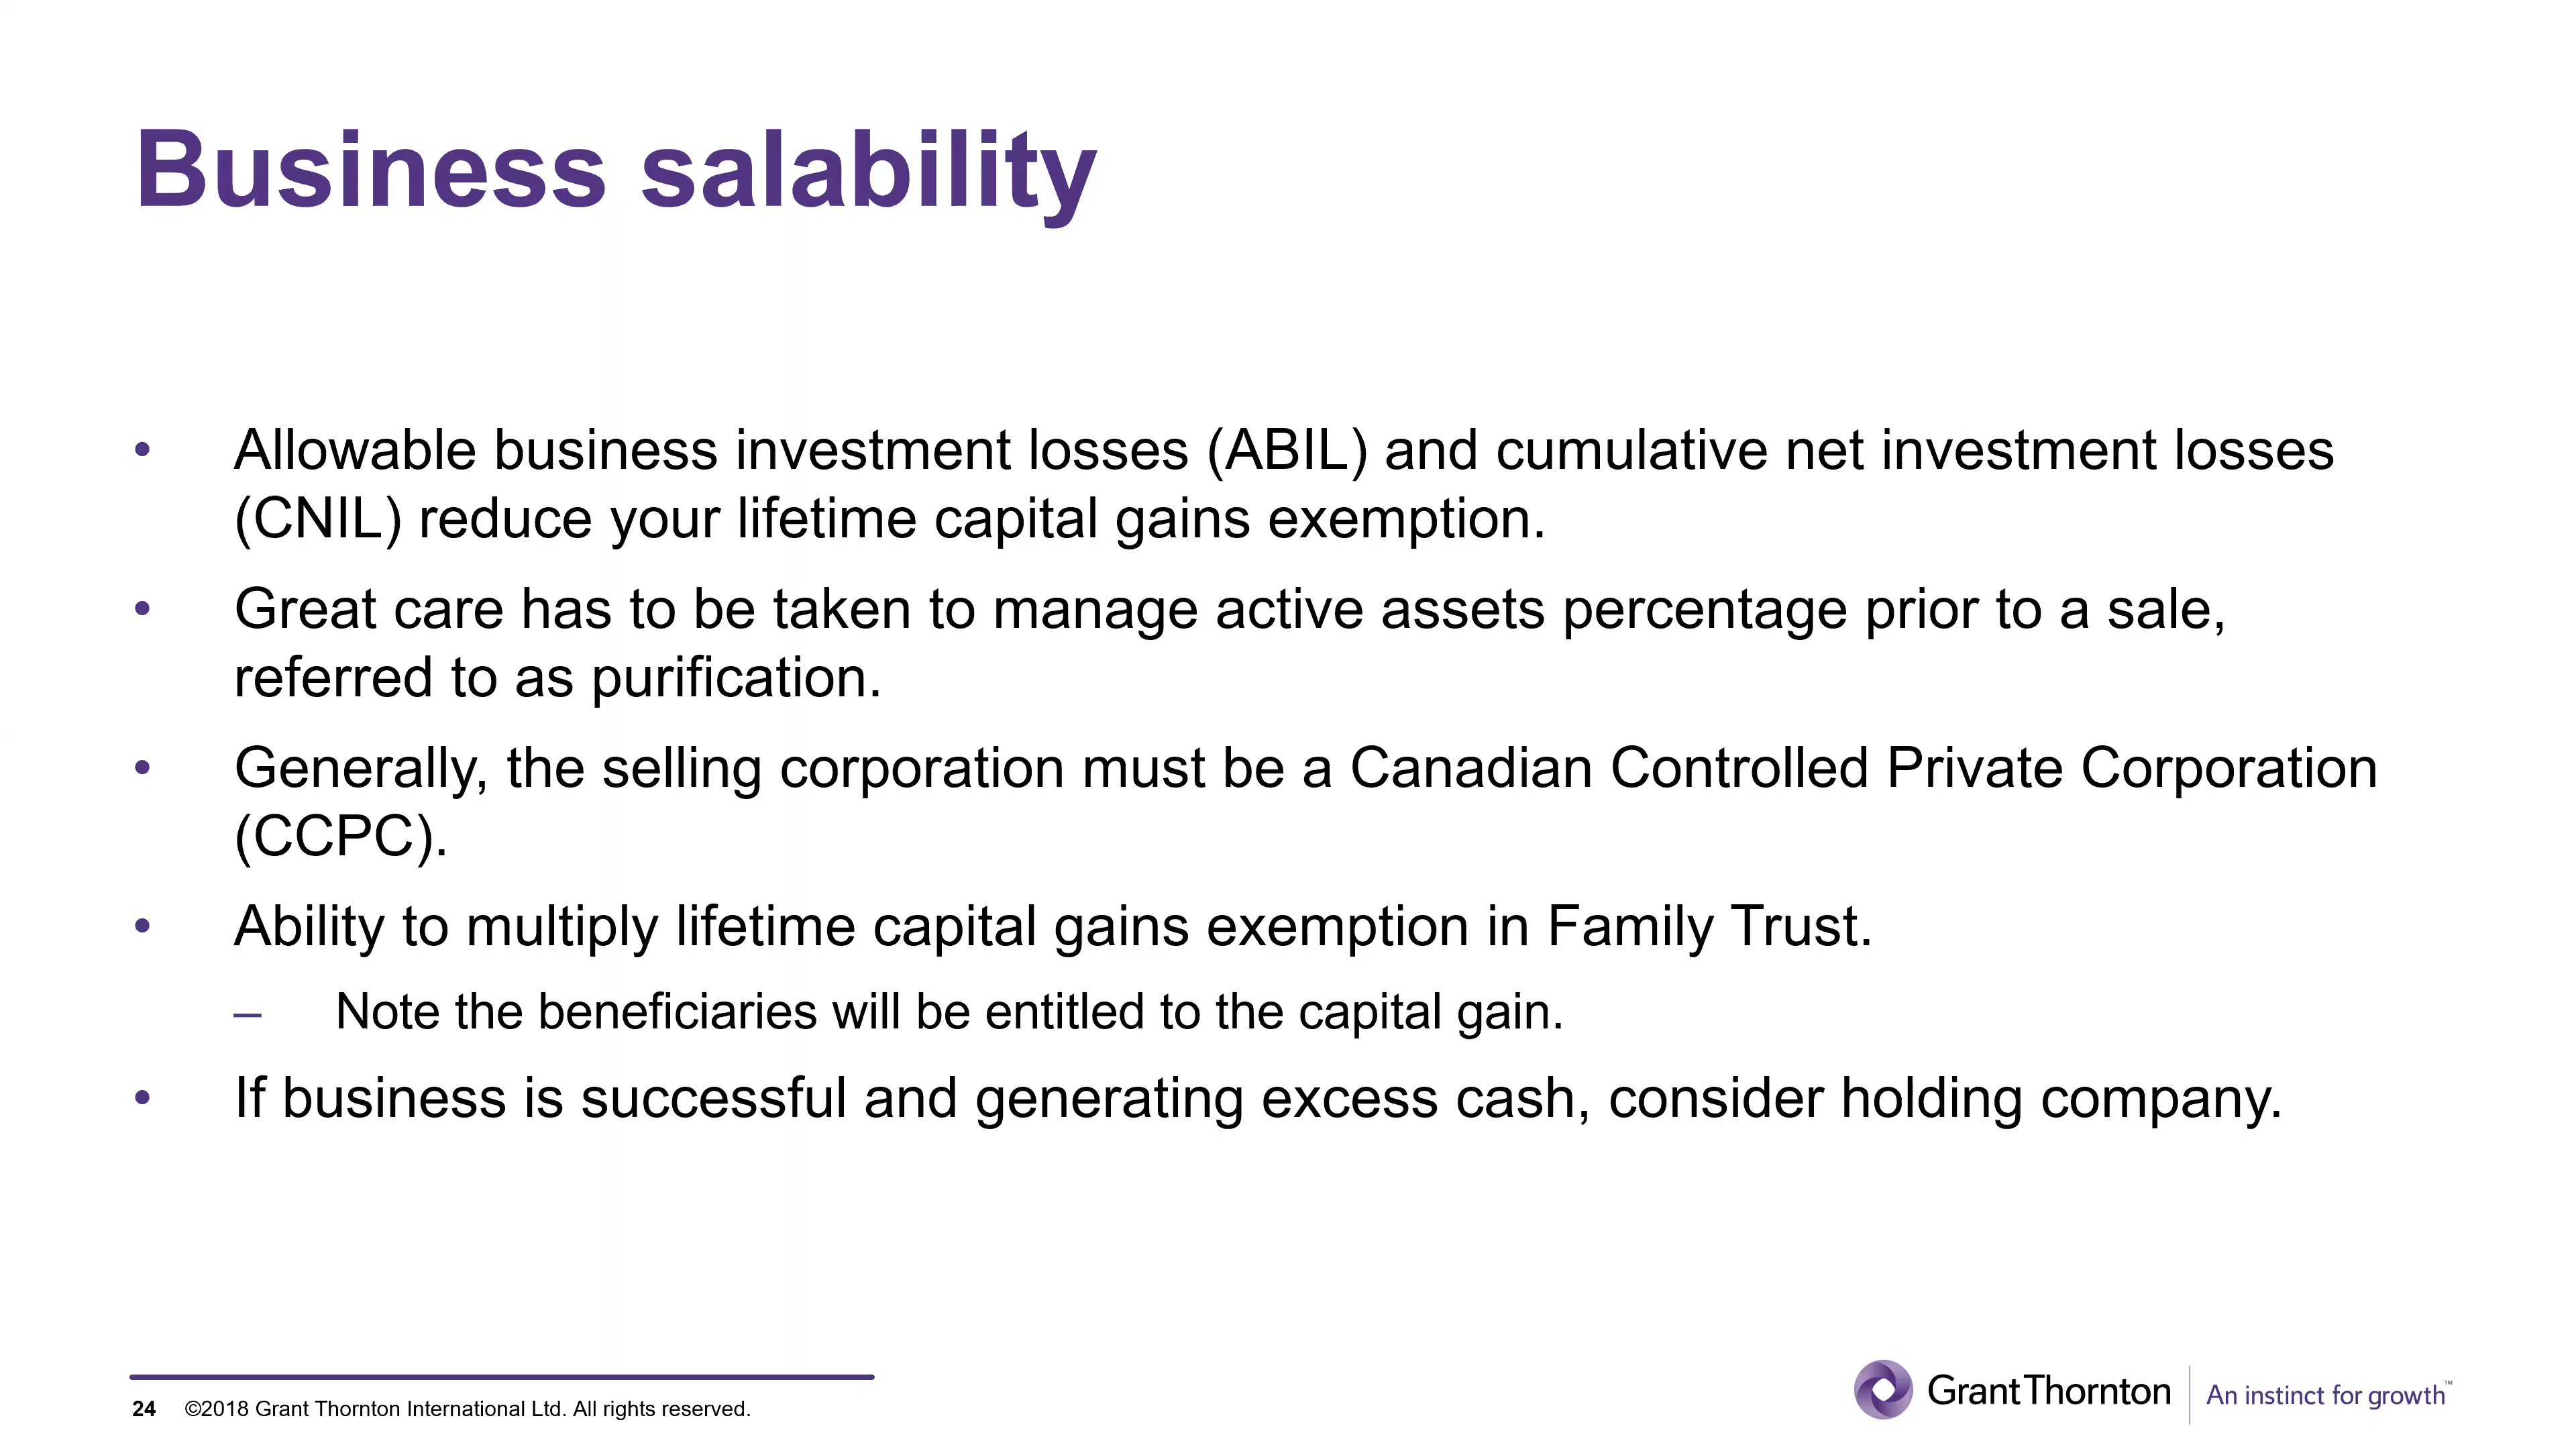 Business salability
• Allowable business investment losses (ABIL) and cumulative net investment losses
(CNIL) reduce your lifetime capital gains exemption.
• Great care has to be taken to manage active assets percentage prior to a sale,
referred to as purification.
• Generally, the selling corporation must be a Canadian Controlled Private Corporation
(CCPC).
• Ability to multiply lifetime capital gains exemption in Family Trust.
– Note the beneficiaries will be entitled to the capital gain.
• If business is successful and generating excess cash, consider holding company.
24 ©2018 Grant Thornton International Ltd. All rights reserved.
Grant Thornton An instinct for growth™